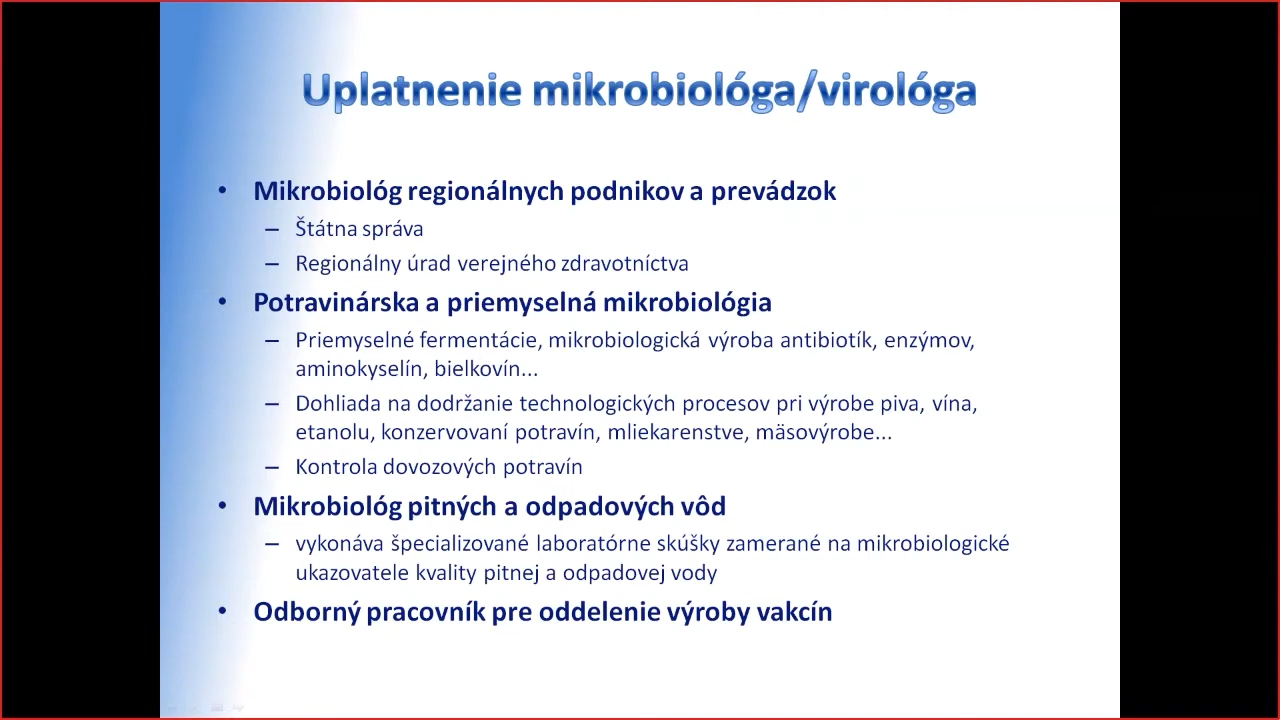 Uplatnenie mikrobiológa/virológa
• Mikrobiológ regionálnych podnikov a prevádzok
– Štátna správa
– Regionálny úrad verejného zdravotníctva
• Potravinárska a priemyselná mikrobiológia
– Priemyselné fermentácie, mikrobiologická výroba antibiotík, enzýmov,
aminokyselín, bielkovín...
– Dohliada na dodržanie technologických procesov pri výrobe piva, vína,
etanolu, konzervovaní potravín, mliekarenstve, mäsovýrobe...
– Kontrola dovozových potravín
• Mikrobiológ pitných a odpadových vôd
– vykonáva špecializované laboratórne skúšky zamerané na mikrobiologické
ukazovatele kvality pitnej a odpadovej vody
• Odborný pracovník pre oddelenie výroby vakcín